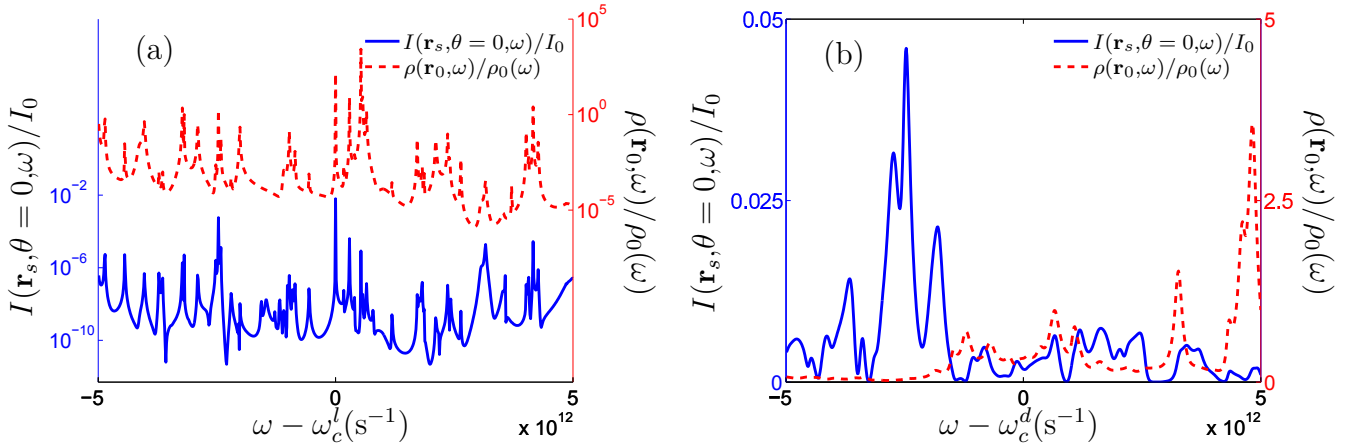 (a)
I(r_s,θ = 0,ω)/I_0
ρ(r_0,ω)/ρ_0(ω)
I(r_s,θ = 0,ω)/I_0
10^-2
10^-6
10^-10
10^5
10^0
10^-5
ρ(r_0,ω)/ρ_0(ω)
-5 0 5
x 10^12
ω − ω_c^l(s^−1)
(b)
I(r_s,θ = 0,ω)/I_0
ρ(r_0,ω)/ρ_0(ω)
I(r_s,θ = 0,ω)/I_0
0.05
0.025
0
5
2.5
0
ρ(r_0,ω)/ρ_0(ω)
-5 0 5
x 10^12
ω − ω_c^d(s^−1)